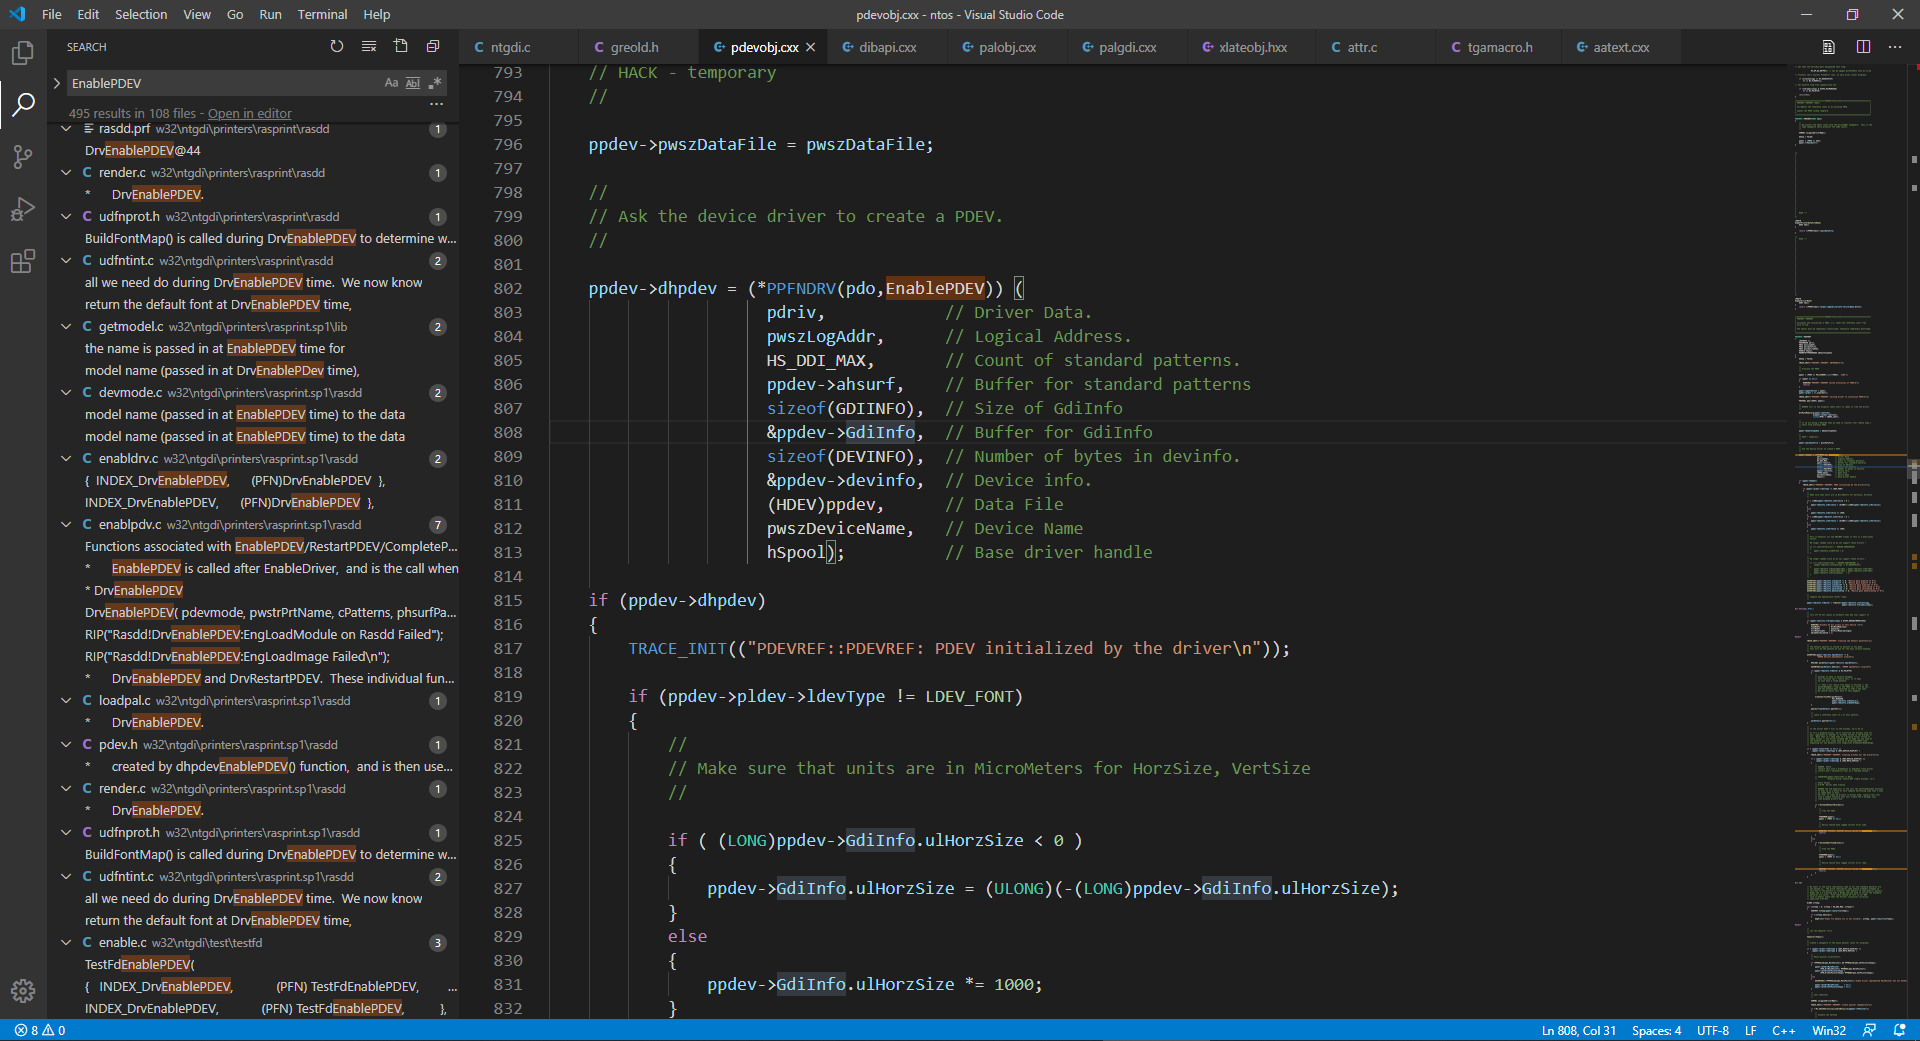 File Edit Selection View Go Run Terminal Help
pdevobj.cxx - ntos - Visual Studio Code
SEARCH
EnablePDEV
Aa Abl .*
495 results in 108 files - Open in editor
rasdd.prf w32\ntgdi\printers\rasprint\rasdd 1
DrvEnablePDEV@44
render.c w32\ntgdi\printers\rasprint\rasdd 1
* DrvEnablePDEV.
udfnprot.h w32\ntgdi\printers\rasprint\rasdd 1
BuildFontMap() is called during DrvEnablePDEV to determine w...
udfntint.c w32\ntgdi\printers\rasprint\rasdd 2
all we need do during DrvEnablePDEV time. We now know
return the default font at DrvEnablePDEV time,
getmodel.c w32\ntgdi\printers\rasprint.sp1\lib 2
the name is passed in at EnablePDEV time for
model name (passed in at DrvEnablePDev time),
devmode.c w32\ntgdi\printers\rasprint.sp1\rasdd 2
model name (passed in at EnablePDEV time) to the data
model name (passed in at EnablePDEV time) to the data
enabldrv.c w32\ntgdi\printers\rasprint.sp1\rasdd 2
{ INDEX_DrvEnablePDEV, (PFN)DrvEnablePDEV },
INDEX_DrvEnablePDEV, (PFN)DrvEnablePDEV },
enablpdv.c w32\ntgdi\printers\rasprint.sp1\rasdd 7
Functions associated with EnablePDEV/RestartPDEV/CompleteP...
* EnablePDEV is called after EnableDriver, and is the call when
* DrvEnablePDEV
DrvEnablePDEV( pdevmode, pwstrPrtName, cPatterns, phsurfPa...
RIP("Rasdd!DrvEnablePDEV:EngLoadModule on Rasdd Failed");
RIP("Rasdd!DrvEnablePDEV:EngLoadImage Failed\n");
* DrvEnablePDEV and DrvRestartPDEV. These individual fun...
loadpal.c w32\ntgdi\printers\rasprint.sp1\rasdd 1
* DrvEnablePDEV.
pdev.h w32\ntgdi\printers\rasprint.sp1\rasdd 1
* created by dhpdevEnablePDEV() function, and is then use...
render.c w32\ntgdi\printers\rasprint.sp1\rasdd 1
* DrvEnablePDEV.
udfnprot.h w32\ntgdi\printers\rasprint.sp1\rasdd 1
BuildFontMap() is called during DrvEnablePDEV to determine w...
udfntint.c w32\ntgdi\printers\rasprint.sp1\rasdd 2
all we need do during DrvEnablePDEV time. We now know
return the default font at DrvEnablePDEV time,
enable.c w32\ntgdi\test\testfd 3
TestFdEnablePDEV(
{ INDEX_DrvEnablePDEV, (PFN) TestFdEnablePDEV, ...
INDEX_DrvEnablePDEV, (PFN) TestFdEnablePDEV, },
ntgdi.c greold.h pdevobj.cxx dibapi.cxx palobj.cxx palgdi.cxx xlateobj.hxx attr.c tgamacro.h aatext.cxx
793 // HACK - temporary
794 //
795
796 ppdev->pwszDataFile = pwszDataFile;
797
798 //
799 // Ask the device driver to create a PDEV.
800 //
801
802 ppdev->dhpdev = (*PPFNDRV(pdo,EnablePDEV)) (
803 pdriv, // Driver Data.
804 pwszLogAddr, // Logical Address.
805 HS_DDI_MAX, // Count of standard patterns.
806 ppdev->ahsurf, // Buffer for standard patterns
807 sizeof(GDIINFO), // Size of GdiInfo
808 &ppdev->GdiInfo, // Buffer for GdiInfo
809 sizeof(DEVINFO), // Number of bytes in devinfo.
810 &ppdev->devinfo, // Device info.
811 (HDEV)ppdev, // Data File
812 pwszDeviceName, // Device Name
813 hSpool); // Base driver handle
814
815 if (ppdev->dhpdev)
816 {
817 TRACE_INIT(("PDEVREF::PDEVREF: PDEV initialized by the driver\n"));
818
819 if (ppdev->pldev->ldevType != LDEV_FONT)
820 {
821 //
822 // Make sure that units are in MicroMeters for HorzSize, VertSize
823 //
824
825 if ( (LONG)ppdev->GdiInfo.ulHorzSize < 0 )
826 {
827 ppdev->GdiInfo.ulHorzSize = (ULONG)(-(LONG)ppdev->GdiInfo.ulHorzSize);
828 }
829 else
830 {
831 ppdev->GdiInfo.ulHorzSize *= 1000;
832 }
8 0
Ln 808, Col 31 Spaces: 4 UTF-8 LF C++ Win32